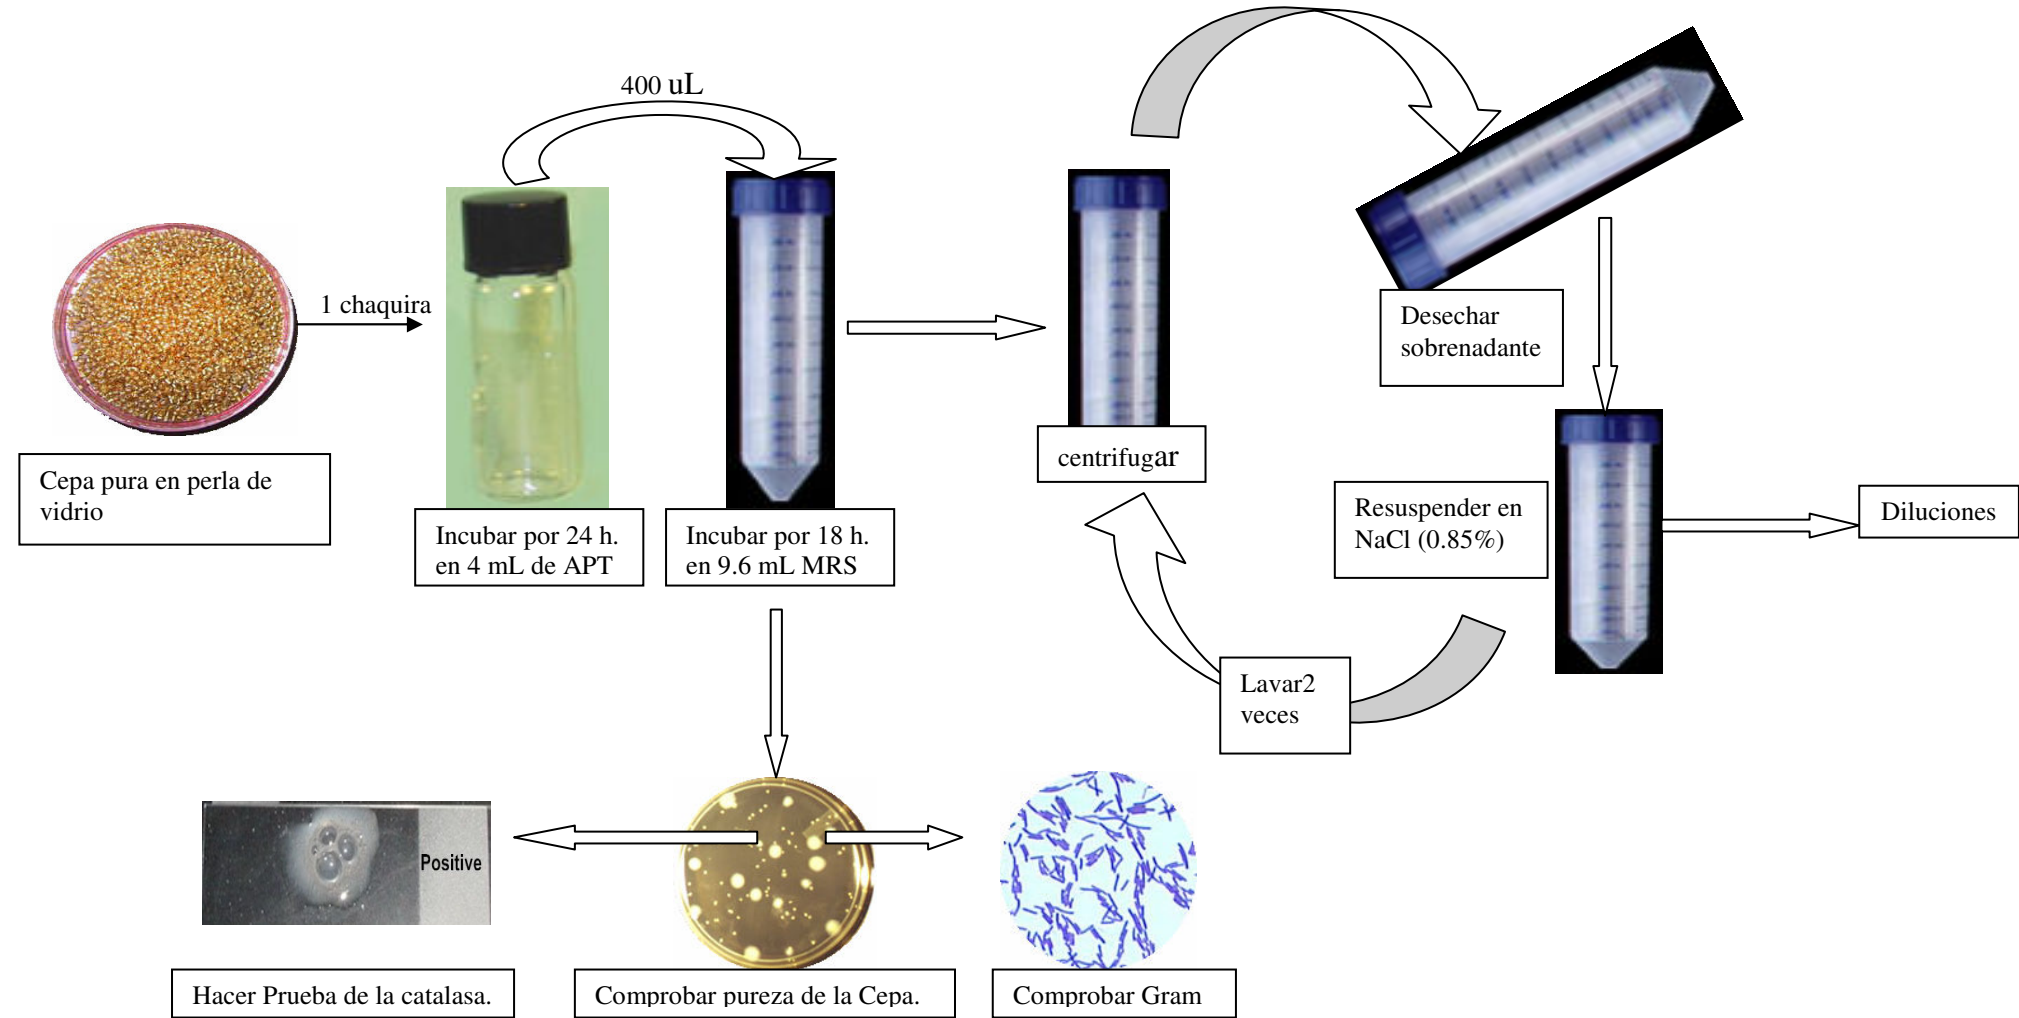 400 uL
1 chaquira
Cepa pura en perla de
vidrio
Incubar por 24 h.
en 4 mL de APT
Incubar por 18 h.
en 9.6 mL MRS
centrifugar
Desechar
sobrenadante
Resuspender en
NaCl (0.85%)
Diluciones
Lavar2
veces
Positive
Hacer Prueba de la catalasa.
Comprobar pureza de la Cepa.
Comprobar Gram